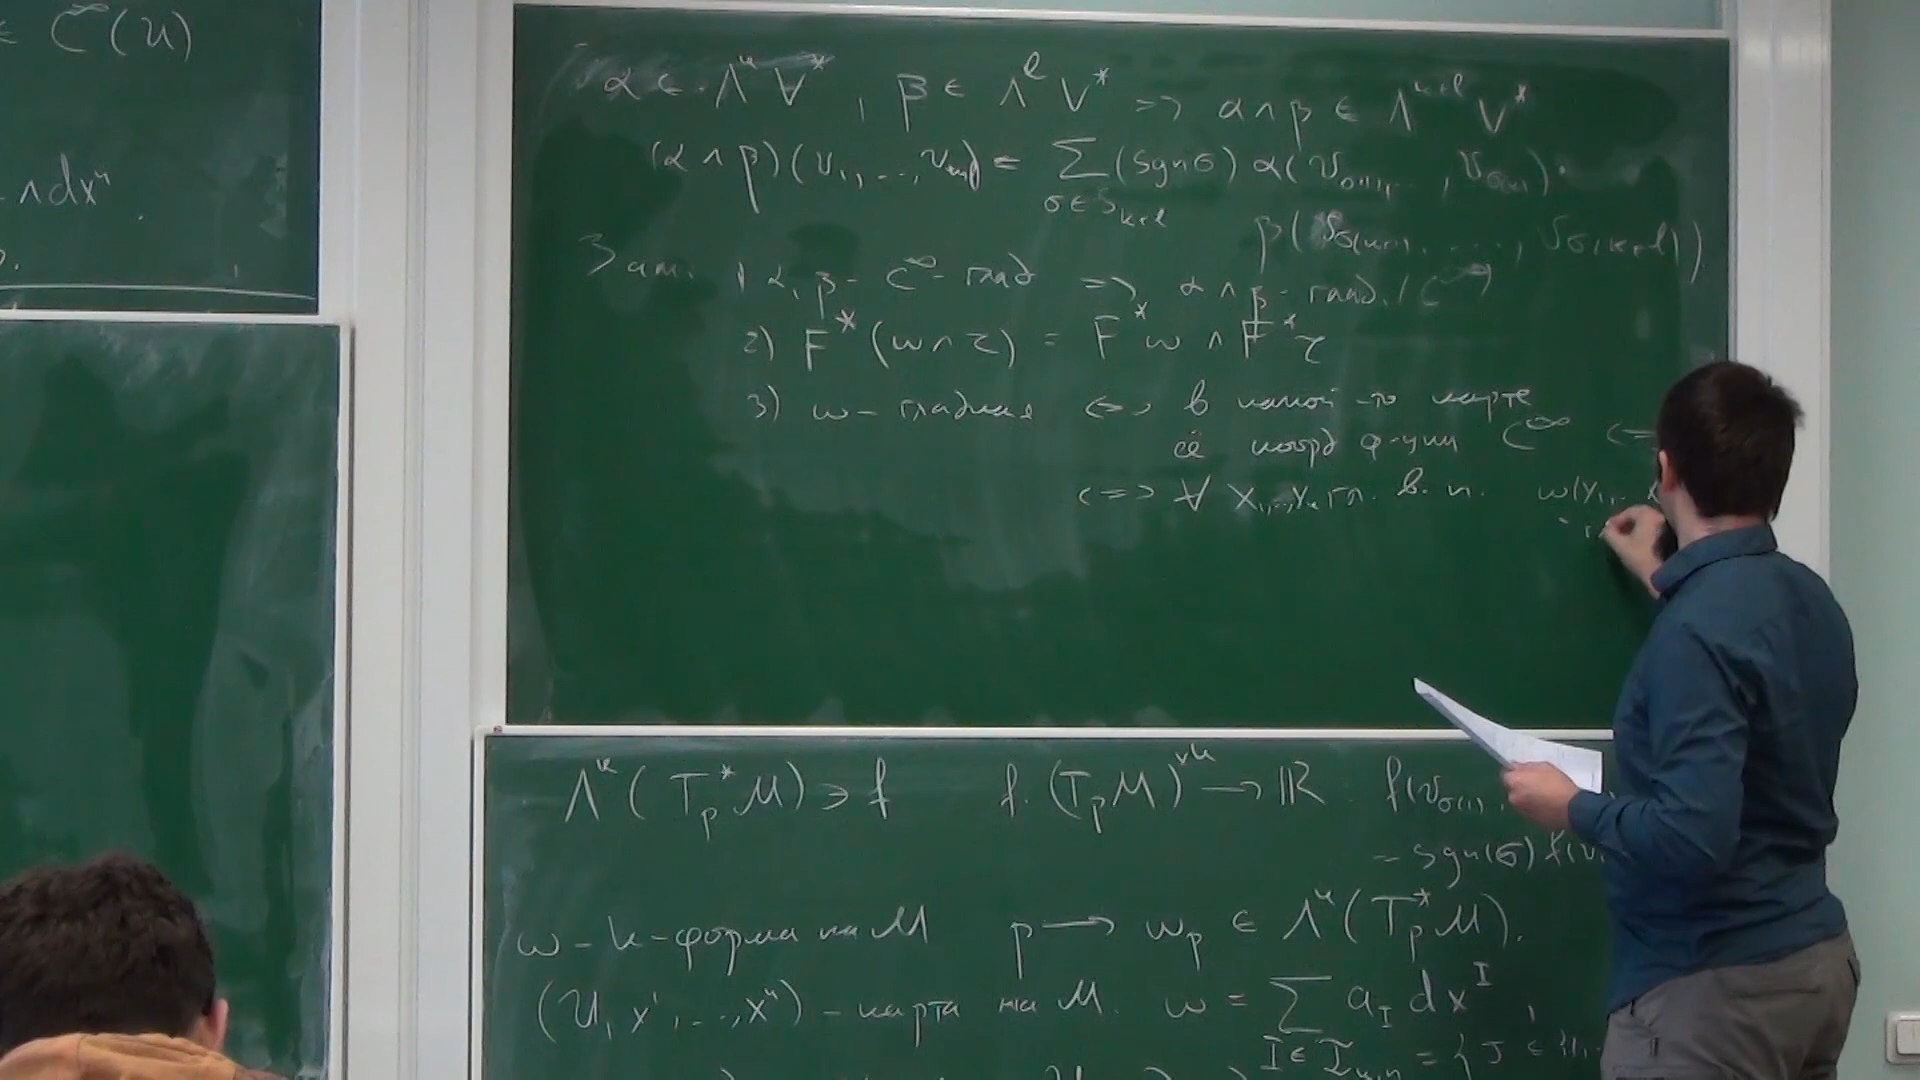 ∈ C^∞(U)
∧ dx^n.
α ∈ Λ^k V^*, β ∈ Λ^l V^* => α ∧ β ∈ Λ^{k+l} V^*
(α ∧ β)(v_1, ..., v_{k+l}) = Σ_{σ ∈ S_{k+l}} (sgn σ) α(v_{σ(1)}, ..., v_{σ(k)}) ·
β(v_{σ(k+1)}, ..., v_{σ(k+l)})
Зам. 1) α, β - C^∞-глад => α ∧ β - глад. (C^∞)
2) F^*(ω ∧ τ) = F^*ω ∧ F^*τ
3) ω - гладкая <=> в какой-то карте
её коорд ф-ции C^∞ <=
<=> ∀ X_1, .., X_k гл. в. п. ω(X_1, ..
Λ^k(T_p^*M) ∋ f f: (T_pM)^{×k} → ℝ. f(v_{σ(1)},
= sgn(σ) f(v_1
ω - k-форма на M p → ω_p ∈ Λ^k(T_p^*M).
(U, x^1, ..., x^n) - карта на M. ω = Σ_{I ∈ I_{k,n}} a_I dx^I,
= { J ∈ {1,